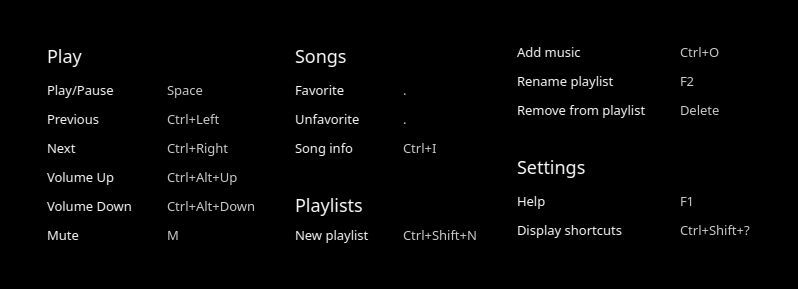 Play
Play/Pause Space
Previous Ctrl+Left
Next Ctrl+Right
Volume Up Ctrl+Alt+Up
Volume Down Ctrl+Alt+Down
Mute M
Songs
Favorite .
Unfavorite .
Song info Ctrl+I
Playlists
New playlist Ctrl+Shift+N
Add music Ctrl+O
Rename playlist F2
Remove from playlist Delete
Settings
Help F1
Display shortcuts Ctrl+Shift+?